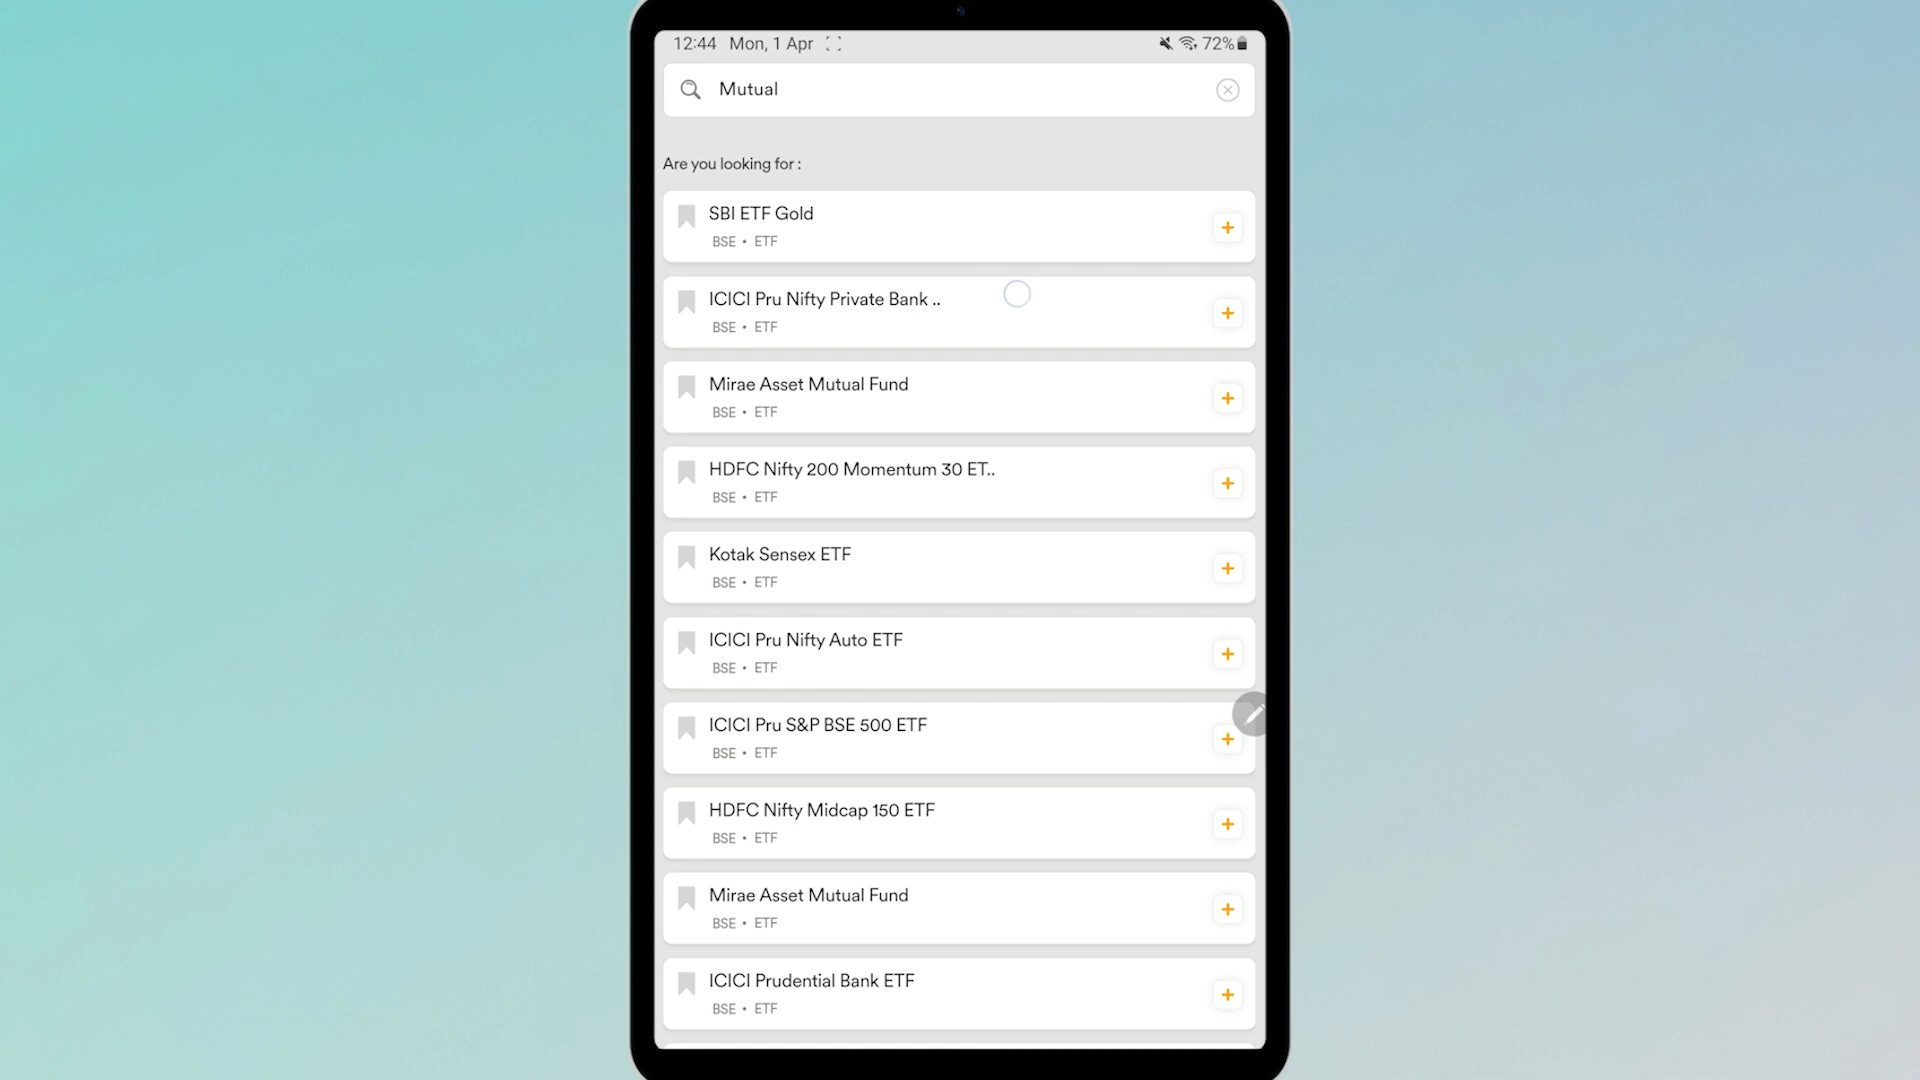 12:44 Mon, 1 Apr 72%
Mutual
Are you looking for :
SBI ETF Gold
BSE • ETF
ICICI Pru Nifty Private Bank ..
BSE • ETF
Mirae Asset Mutual Fund
BSE • ETF
HDFC Nifty 200 Momentum 30 ET..
BSE • ETF
Kotak Sensex ETF
BSE • ETF
ICICI Pru Nifty Auto ETF
BSE • ETF
ICICI Pru S&P BSE 500 ETF
BSE • ETF
HDFC Nifty Midcap 150 ETF
BSE • ETF
Mirae Asset Mutual Fund
BSE • ETF
ICICI Prudential Bank ETF
BSE • ETF